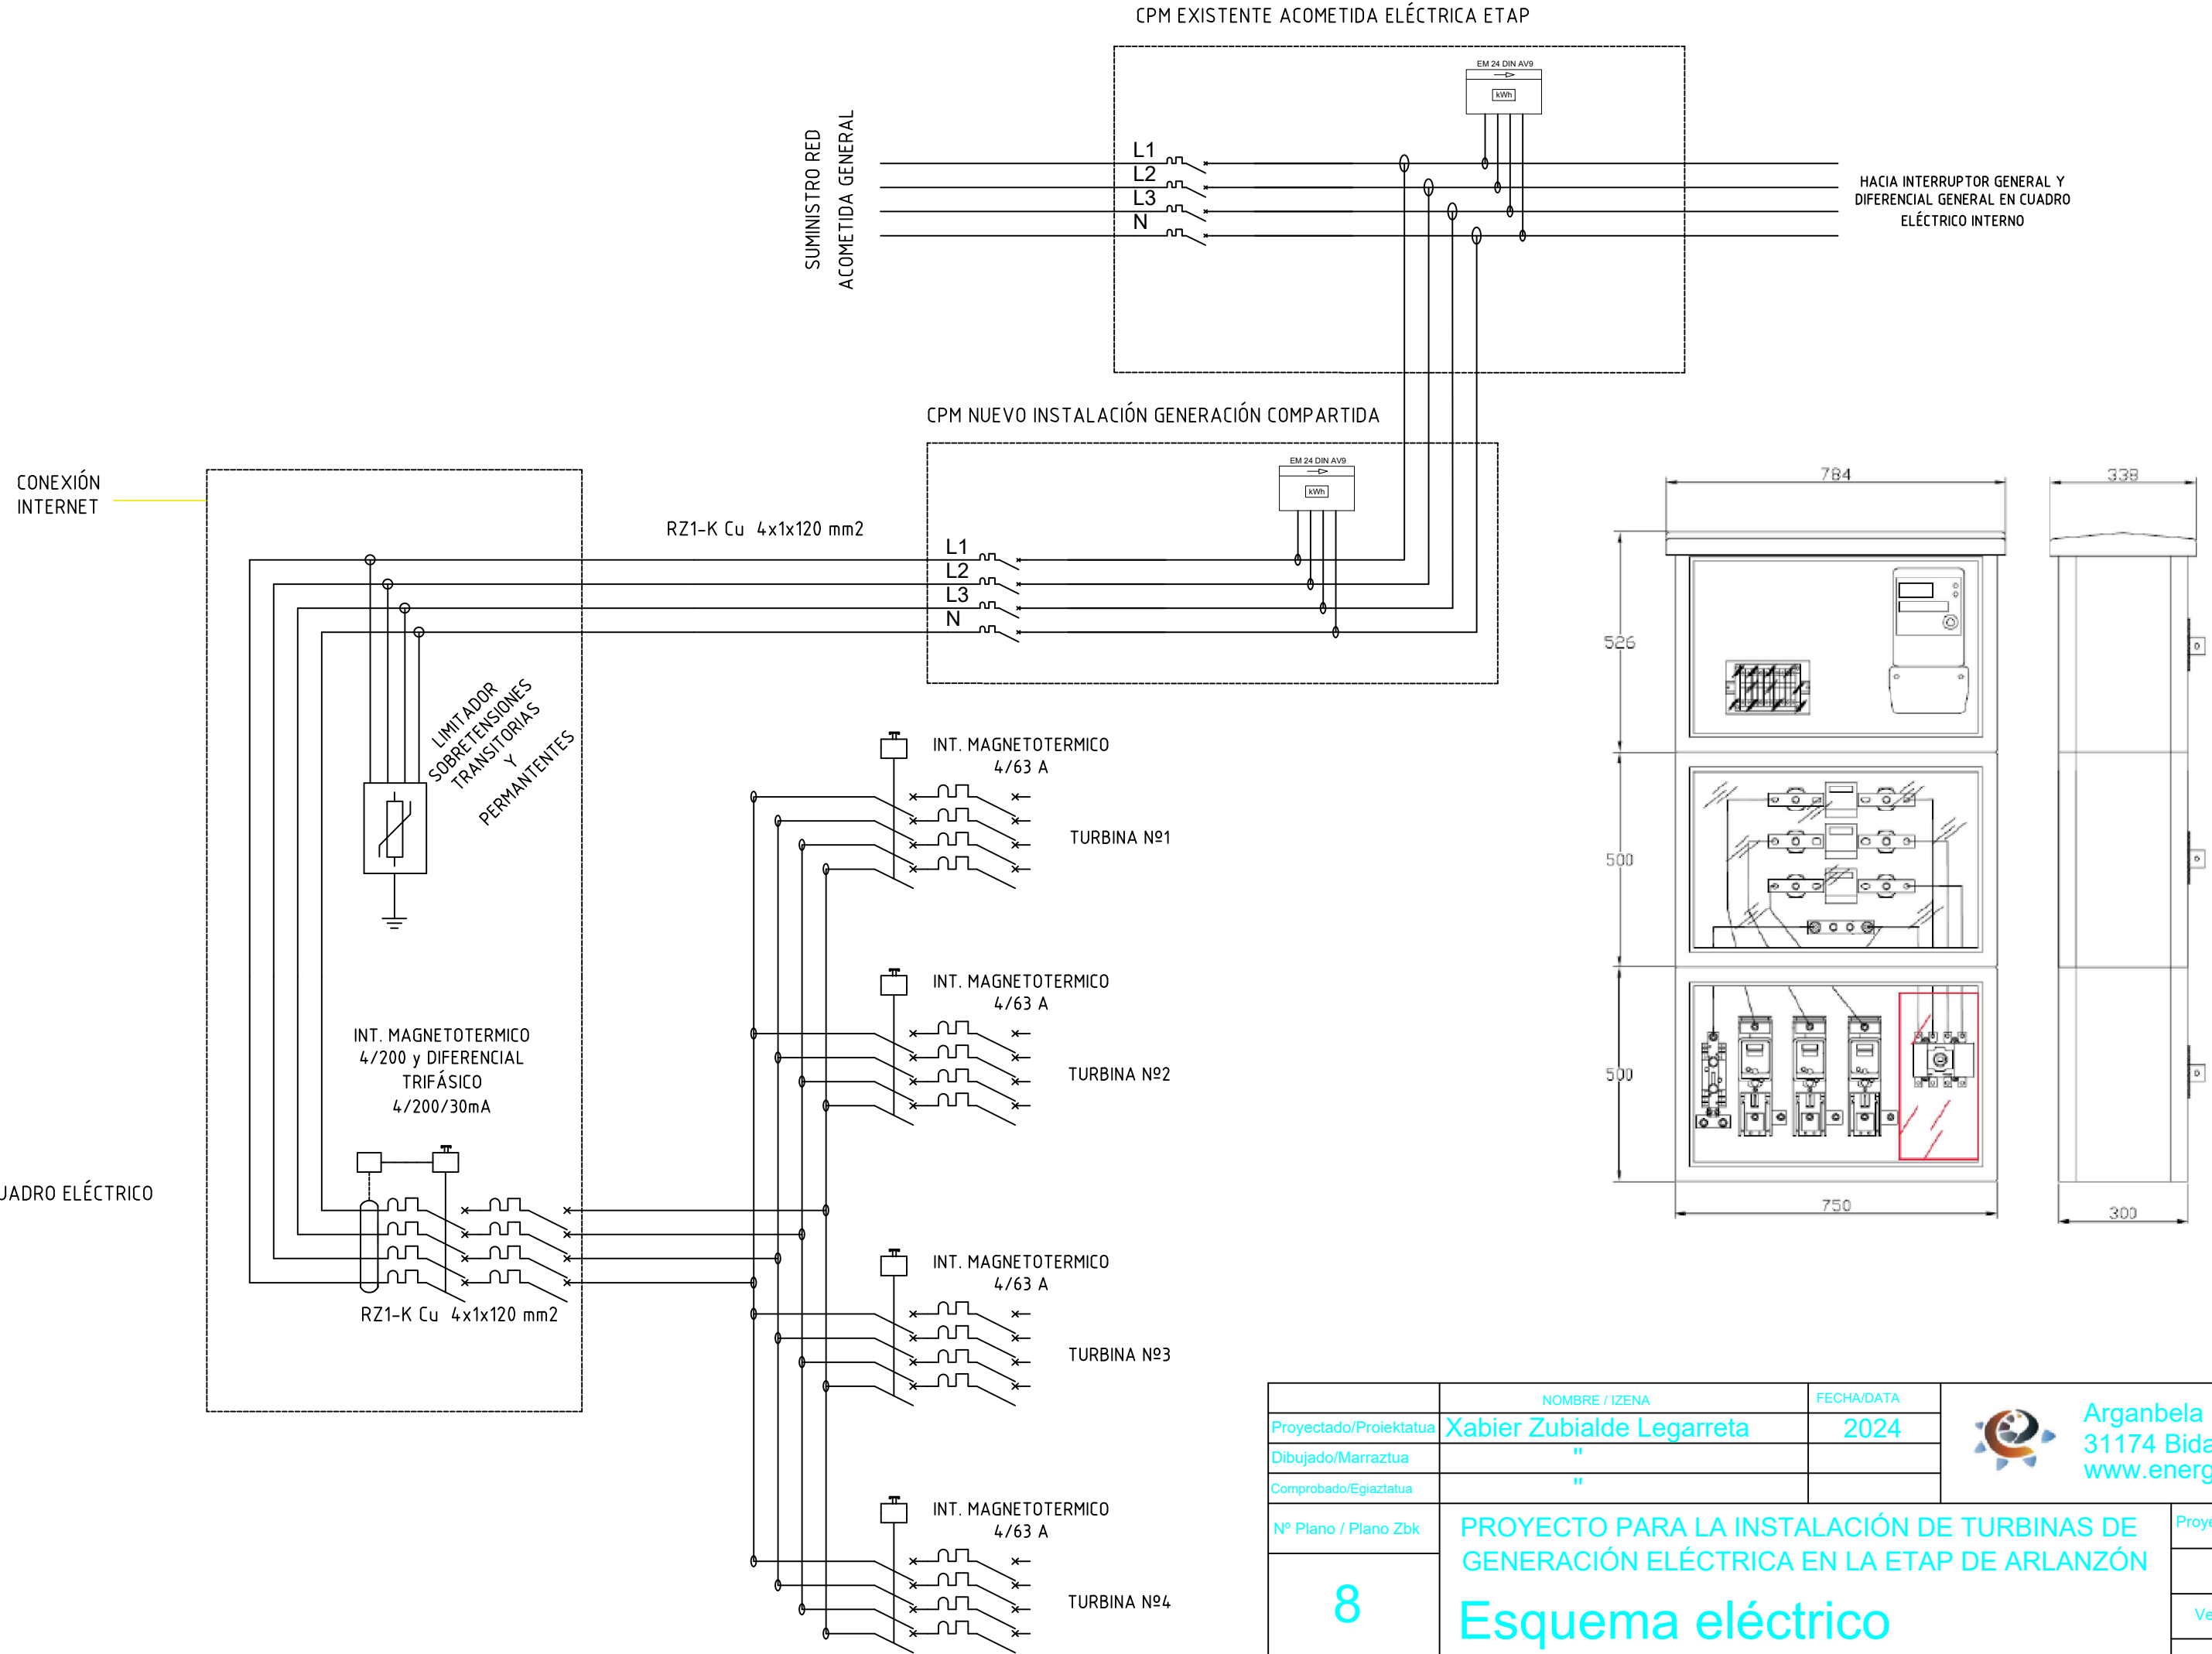 CPM EXISTENTE ACOMETIDA ELÉCTRICA ETAP
EM 24 DIN AV9
kWh
SUMINISTRO RED
ACOMETIDA GENERAL
L1
L2
L3
N
HACIA INTERRUPTOR GENERAL Y
DIFERENCIAL GENERAL EN CUADRO
ELÉCTRICO INTERNO
CPM NUEVO INSTALACIÓN GENERACIÓN COMPARTIDA
EM 24 DIN AV9
kWh
CONEXIÓN
INTERNET
RZ1-K Cu 4x1x120 mm2
L1
L2
L3
N
LIMITADOR
SOBRETENSIONES
TRANSITORIAS
Y
PERMANTENTES
INT. MAGNETOTERMICO
4/63 A
TURBINA Nº1
INT. MAGNETOTERMICO
4/63 A
TURBINA Nº2
INT. MAGNETOTERMICO
4/200 y DIFERENCIAL
TRIFÁSICO
4/200/30mA
UADRO ELÉCTRICO
RZ1-K Cu 4x1x120 mm2
INT. MAGNETOTERMICO
4/63 A
TURBINA Nº3
INT. MAGNETOTERMICO
4/63 A
TURBINA Nº4
784
338
526
500
500
750
300
NOMBRE / IZENA
FECHA/DATA
Proyectado/Proiektatua
Xabier Zubialde Legarreta
2024
Dibujado/Marraztua
"
Comprobado/Egiaztatua
"
Arganbela
31174 Bida
www.energ
Nº Plano / Plano Zbk
8
PROYECTO PARA LA INSTALACIÓN DE TURBINAS DE
GENERACIÓN ELÉCTRICA EN LA ETAP DE ARLANZÓN
Esquema eléctrico
Proye
Ve